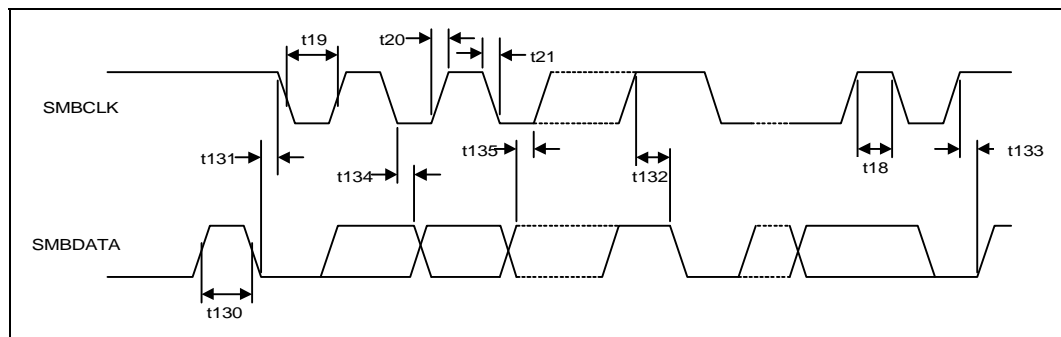 t19
t20
t21
SMBCLK
t131
t135
t133
t134
t132
t18
SMBDATA
t130